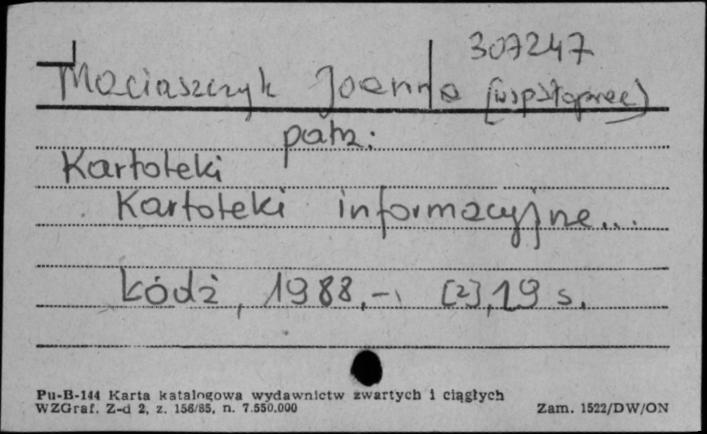 307247
Maciaszczyk Joanna (współprac)
patrz:
Kartoteki
Kartoteki informacyjne...
Łódź, 1988.- [2], 19 s.
Pu-B-144 Karta katalogowa wydawnictw zwartych i ciągłych
WZGraf. Z-d 2, z. 156/85, n. 7.550.000
Zam. 1522/DW/ON